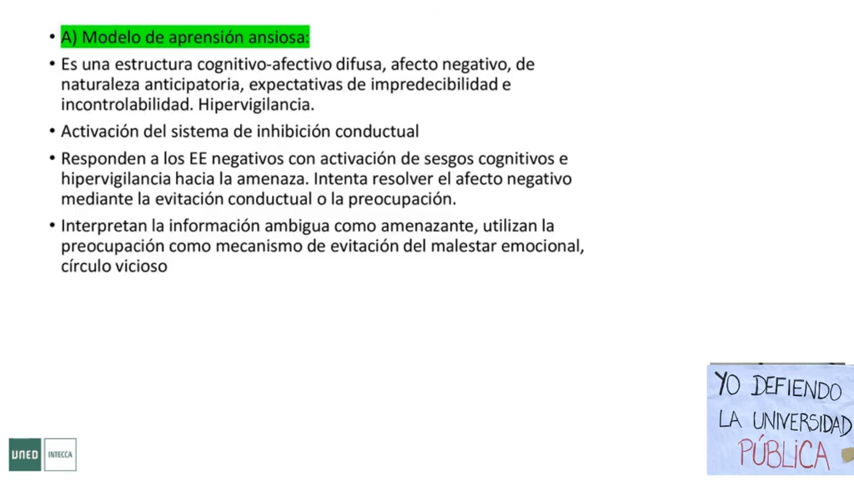 • A) Modelo de aprensión ansiosa:
• Es una estructura cognitivo-afectivo difusa, afecto negativo, de
naturaleza anticipatoria, expectativas de impredecibilidad e
incontrolabilidad. Hipervigilancia.
• Activación del sistema de inhibición conductual
• Responden a los EE negativos con activación de sesgos cognitivos e
hipervigilancia hacia la amenaza. Intenta resolver el afecto negativo
mediante la evitación conductual o la preocupación.
• Interpretan la información ambigua como amenazante, utilizan la
preocupación como mecanismo de evitación del malestar emocional,
círculo vicioso
YO DEFIENDO
LA UNIVERSIDAD
PÚBLICA
UNED INTECCA